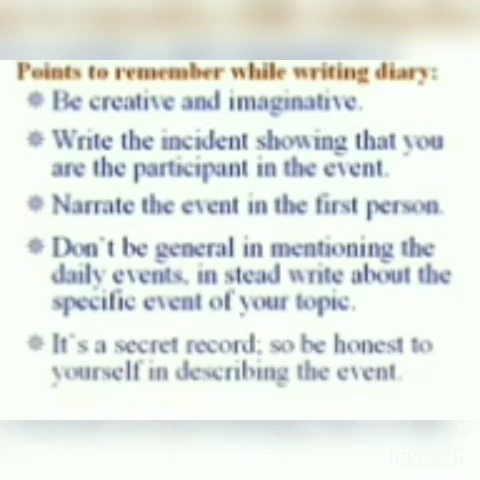 Points to remember while writing diary:
* Be creative and imaginative.
* Write the incident showing that you
are the participant in the event.
* Narrate the event in the first person.
* Don't be general in mentioning the
daily events, in stead write about the
specific event of your topic.
* It's a secret record; so be honest to
yourself in describing the event.